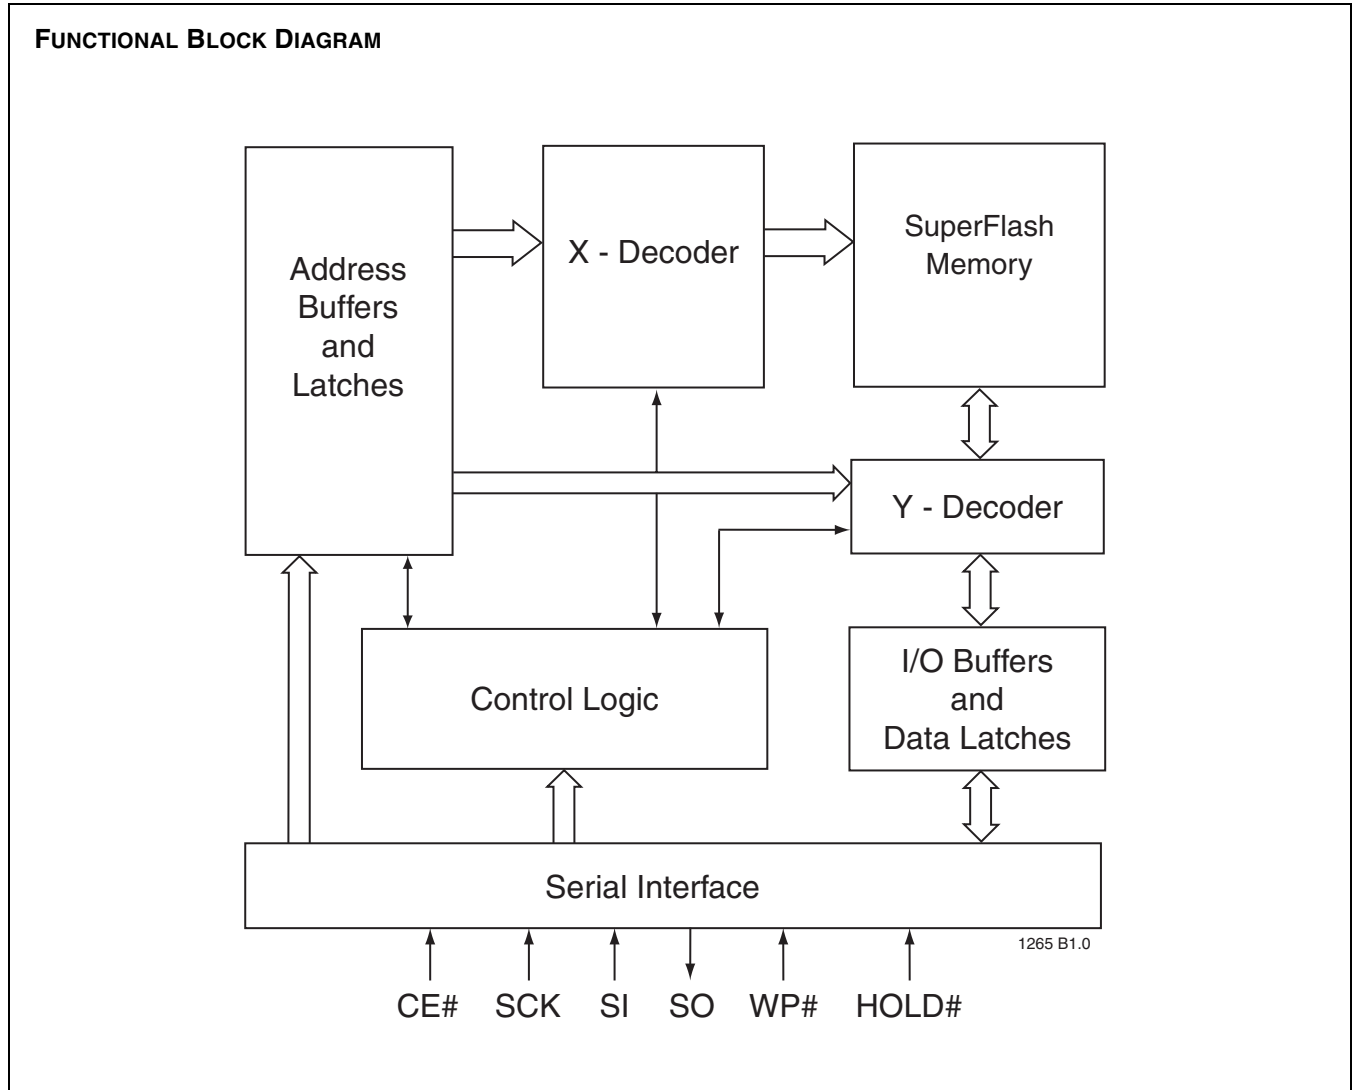 FUNCTIONAL BLOCK DIAGRAM
Address
Buffers
and
Latches
X - Decoder
SuperFlash
Memory
Y - Decoder
Control Logic
I/O Buffers
and
Data Latches
Serial Interface
1265 B1.0
CE# SCK SI SO WP# HOLD#